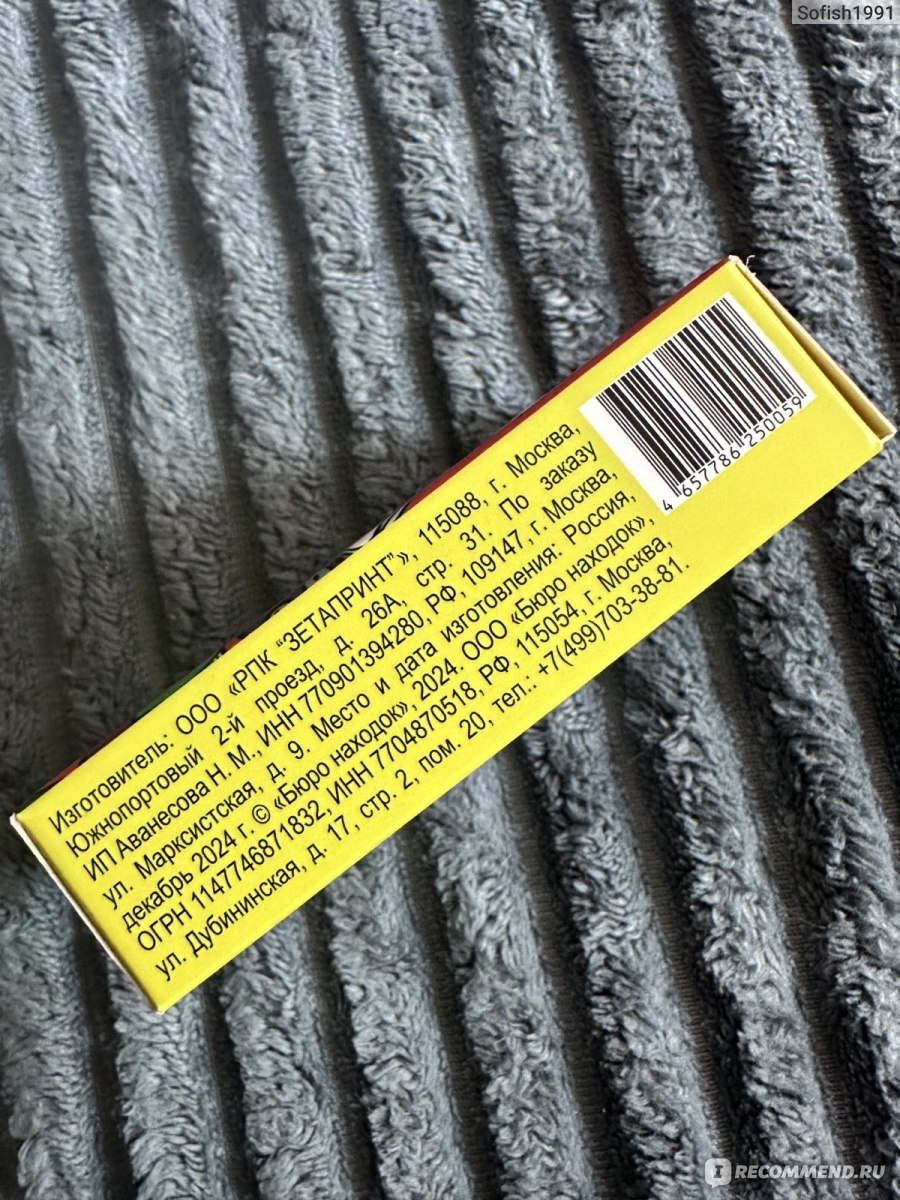 Sofish1991
4 657786 250059
Изготовитель: ООО «РПК "ЗЕТАПРИНТ"», 115088, г. Москва,
Южнопортовый 2-й проезд, д. 26А, стр. 31. По заказу
ИП Аванесова Н. М., ИНН 770901394280, РФ, 109147, г. Москва,
ул. Марксистская, д. 9. Место и дата изготовления: Россия,
декабрь 2024 г. © «Бюро находок», 2024. ООО «Бюро находок»,
ОГРН 1147746871832, ИНН 7704870518, РФ, 115054, г. Москва,
ул. Дубининская, д. 17, стр. 2, пом. 20, тел.: +7(499)703-38-81.
IRECOMMEND.RU